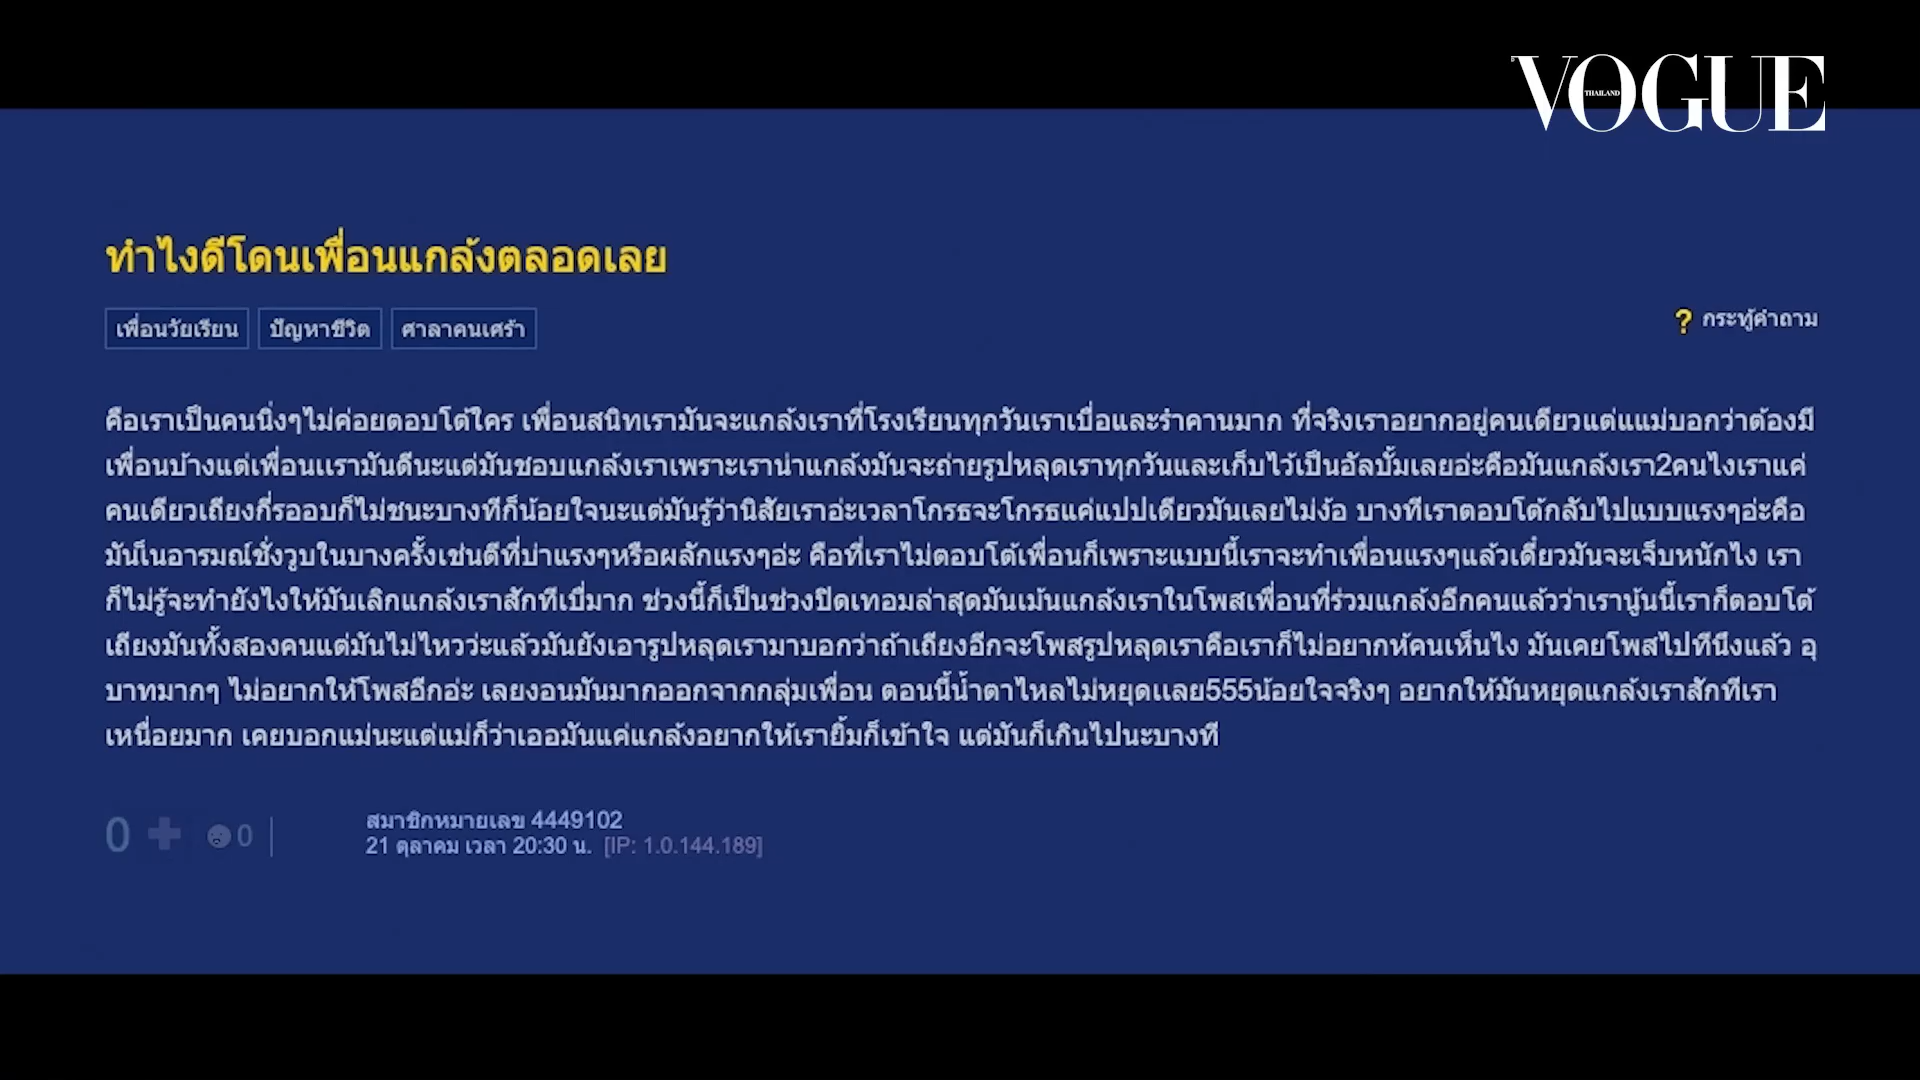 VOGUE
THAILAND
ทำไงดีโดนเพื่อนแกล้งตลอดเลย
เพื่อนวัยเรียน ปัญหาชีวิต ศาลาคนเศร้า
? กระทู้คำถาม
คือเราเป็นคนนิ่งๆไม่ค่อยตอบโต้ใคร เพื่อนสนิทเรามันจะแกล้งเราที่โรงเรียนทุกวันเราเบื่อและรำคานมาก ที่จริงเราอยากอยู่คนเดียวแต่แแม่บอกว่าต้องมี
เพื่อนบ้างแต่เพื่อนแรามันดีนะแต่มันชอบแกล้งเราเพราะเราน่าแกล้งมันจะถ่ายรูปหลุดเราทุกวันและเก็บไว้เป็นอัลบั้มเลยอ่ะคือมันแกล้งเรา2คนไงเราแค่
คนเดียวเถียงกี่รออบก็ไม่ชนะบางทีก็น้อยใจนะแต่มันรู้ว่านิสัยเราอ่ะเวลาโกรธจะโกรธแค่แปปเดียวมันเลยไม่ง้อ บางทีเราตอบโต้กลับไปแบบแรงๆอ่ะคือ
มันเ็นอารมณ์ชั่งวูบในบางครั้งเช่นตีที่บ่าแรงๆหรือผลักแรงๆอ่ะ คือที่เราไม่ตอบโต้เพื่อนก็เพราะแบบนี้เราจะทำเพื่อนแรงๆแล้วเดี๋ยวมันจะเจ็บหนักไง เรา
ก็ไม่รู้จะทำยังไงให้มันเลิกแกล้งเราสักทีเบื่มาก ช่วงนี้ก็เป็นช่วงปิดเทอมล่าสุดมันเม้นแกล้งเราในโพสเพื่อนที่ร่วมแกล้งอีกคนแล้วว่าเรานู้นนี้เราก็ตอบโต้
เถียงมันทั้งสองคนแต่มันไม่ไหวว่ะแล้วมันยังเอารูปหลุดเรามาบอกว่าถ้าเถียงอีกจะโพสรูปหลุดเราคือเราก็ไม่อยากห้คนเห็นไง มันเคยโพสไปทีนึงแล้ว อุ
บาทมากๆ ไม่อยากให้โพสอีกอ่ะ เลยงอนมันมากออกจากกลุ่มเพื่อน ตอนนี้น้ำตาไหลไม่หยุดแลย555น้อยใจจริงๆ อยากให้มันหยุดแกล้งเราสักทีเรา
เหนื่อยมาก เคยบอกแม่นะแต่แม่ก็ว่าเออมันแค่แกล้งอยากให้เรายิ้มก็เข้าใจ แต่มันก็เกินไปนะบางที
0 0
สมาชิกหมายเลข 4449102
21 ตุลาคม เวลา 20:30 น. [IP: 1.0.144.189]